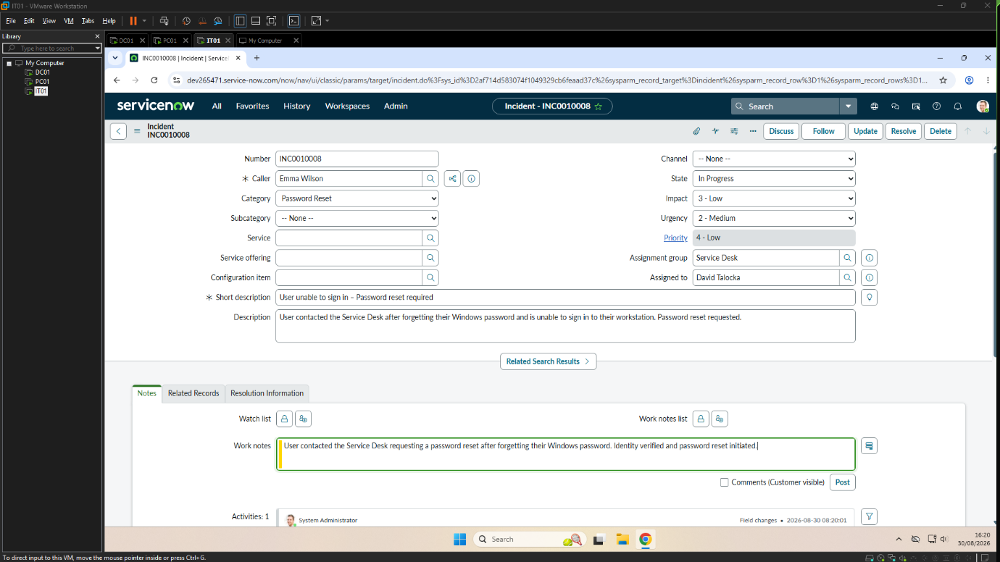 IT01 - VMware Workstation
File Edit View VM Tabs Help
Library
Type here to search
My Computer
DC01
PC01
IT01
DC01 PC01 IT01 My Computer
INC0010008 | Incident | Service
dev265471.service-now.com/now/nav/ui/classic/params/target/incident.do%3Fsys_id%3D2af714d583074f1049329cb6feaad37c%26sysparm_record_target%3Dincident%26sysparm_record_row%3D1%26sysparm_record_rows%3D1...
servicenow All Favorites History Workspaces Admin Incident - INC0010008 Search
Incident
INC0010008
Discuss Follow Update Resolve Delete
Number INC0010008 Channel -- None --
Caller Emma Wilson State In Progress
Category Password Reset Impact 3 - Low
Subcategory -- None -- Urgency 2 - Medium
Service Priority 4 - Low
Service offering Assignment group Service Desk
Configuration item Assigned to David Talocka
Short description User unable to sign in – Password reset required
Description User contacted the Service Desk after forgetting their Windows password and is unable to sign in to their workstation. Password reset requested.
Related Search Results
Notes Related Records Resolution Information
Watch list Work notes list
Work notes User contacted the Service Desk requesting a password reset after forgetting their Windows password. Identity verified and password reset initiated.
Comments (Customer visible) Post
Activities: 1 System Administrator Field changes • 2026-08-30 08:20:01
Search
16:20
30/08/2026
To direct input to this VM, move the mouse pointer inside or press Ctrl+G.